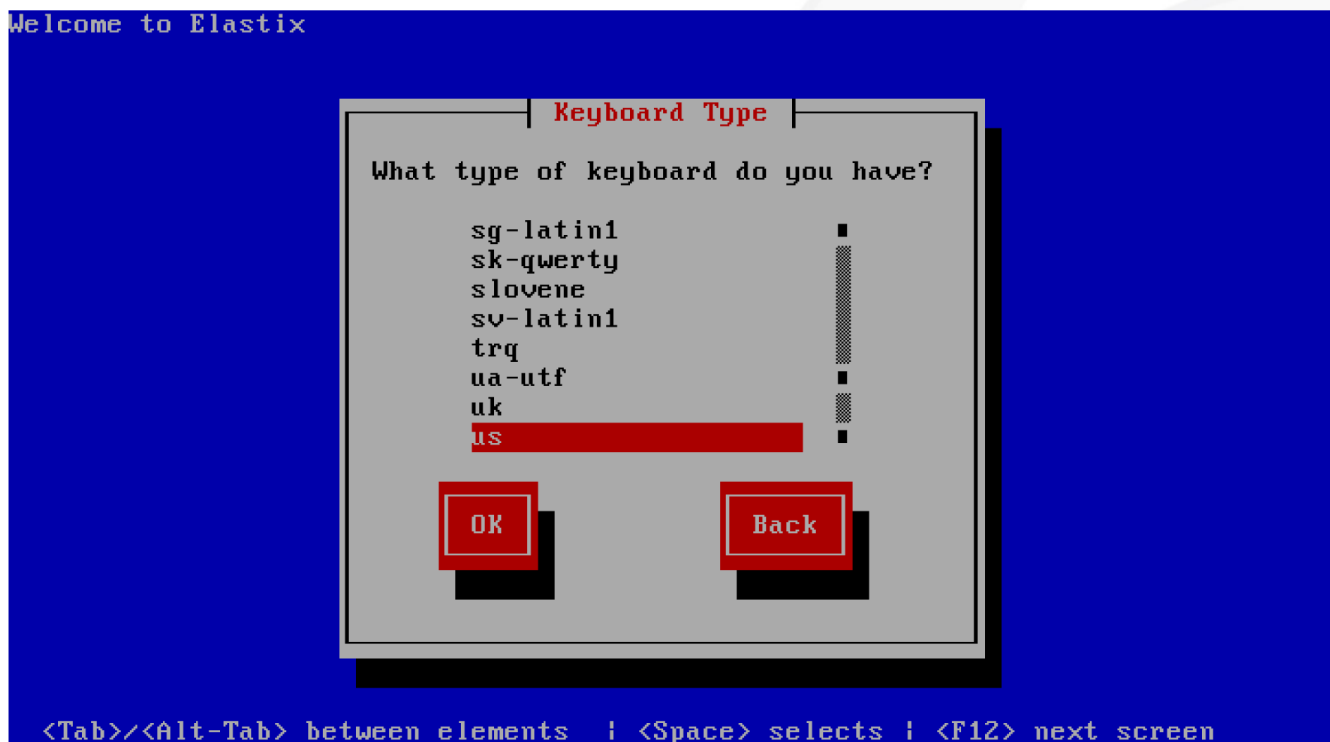 Welcome to Elastix
Keyboard Type
What type of keyboard do you have?
sg-latin1
sk-qwerty
slovene
sv-latin1
trq
ua-utf
uk
us
OK Back
<Tab>/<Alt-Tab> between elements | <Space> selects | <F12> next screen